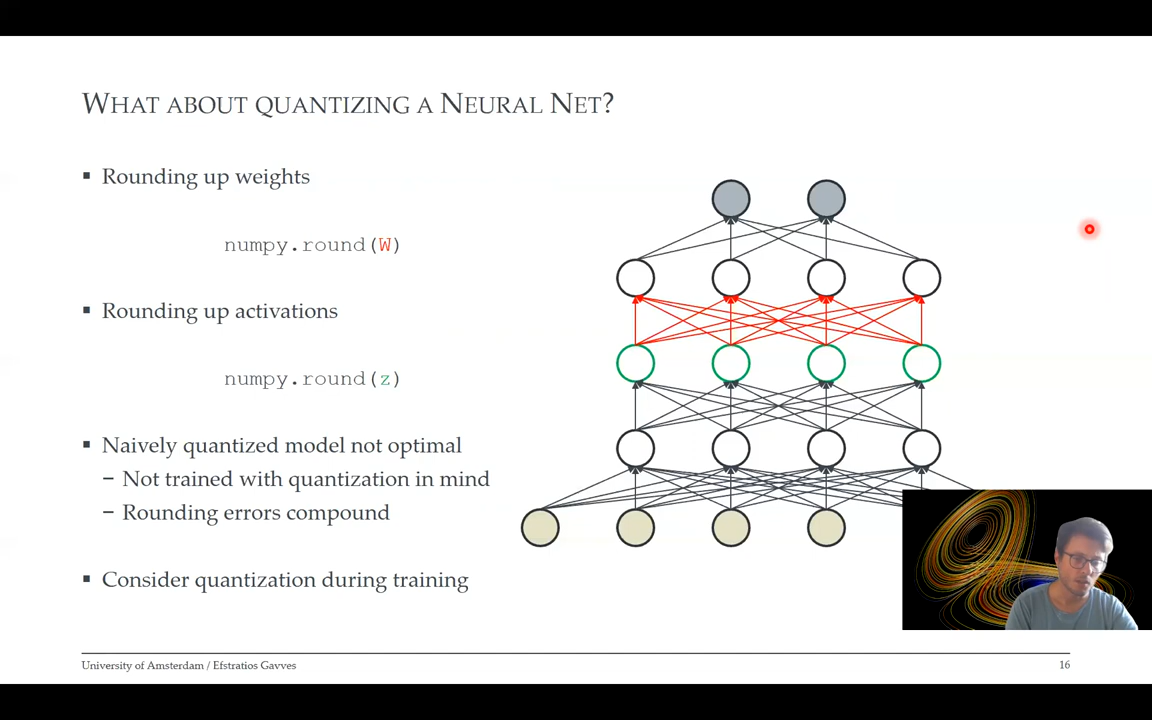 WHAT ABOUT QUANTIZING A NEURAL NET?
▪ Rounding up weights
numpy.round(W)
▪ Rounding up activations
numpy.round(z)
▪ Naively quantized model not optimal
− Not trained with quantization in mind
− Rounding errors compound
▪ Consider quantization during training
University of Amsterdam / Efstratios Gavves
16